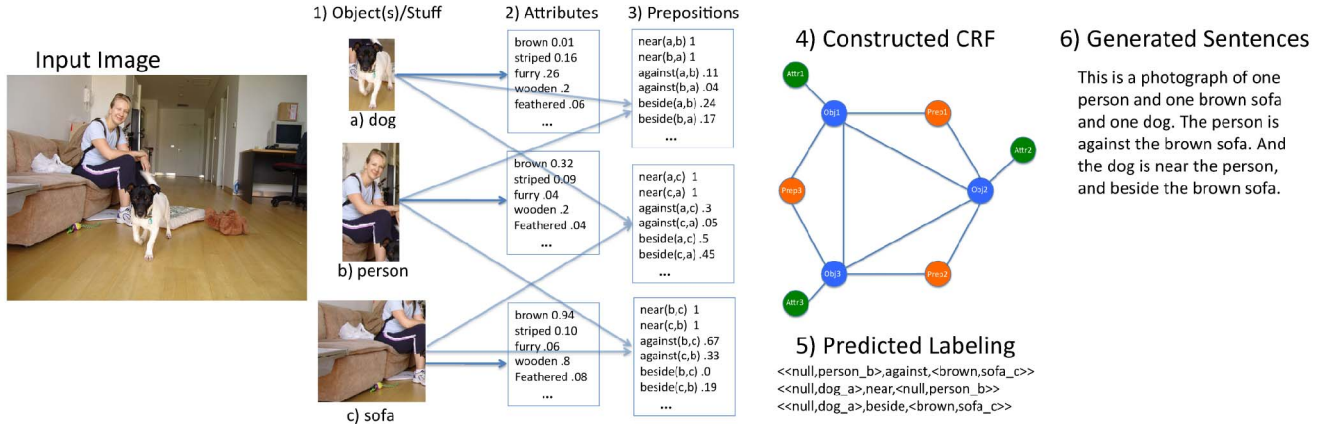 Input Image
1) Object(s)/Stuff
a) dog
b) person
c) sofa
2) Attributes
brown 0.01
striped 0.16
furry .26
wooden .2
feathered .06
...
brown 0.32
striped 0.09
furry .04
wooden .2
Feathered .04
...
brown 0.94
striped 0.10
furry .06
wooden .8
Feathered .08
...
3) Prepositions
near(a,b) 1
near(b,a) 1
against(a,b) .11
against(b,a) .04
beside(a,b) .24
beside(b,a) .17
...
near(a,c) 1
near(c,a) 1
against(a,c) .3
against(c,a) .05
beside(a,c) .5
beside(c,a) .45
...
near(b,c) 1
near(c,b) 1
against(b,c) .67
against(c,b) .33
beside(b,c) .0
beside(c,b) .19
...
4) Constructed CRF
Attr1
Obj1
Prep1
Attr2
Prep3
Obj2
Obj3
Prep2
Attr3
5) Predicted Labeling
<<null,person_b>,against,<brown,sofa_c>>
<<null,dog_a>,near,<null,person_b>>
<<null,dog_a>,beside,<brown,sofa_c>>
6) Generated Sentences
This is a photograph of one
person and one brown sofa
and one dog. The person is
against the brown sofa. And
the dog is near the person,
and beside the brown sofa.